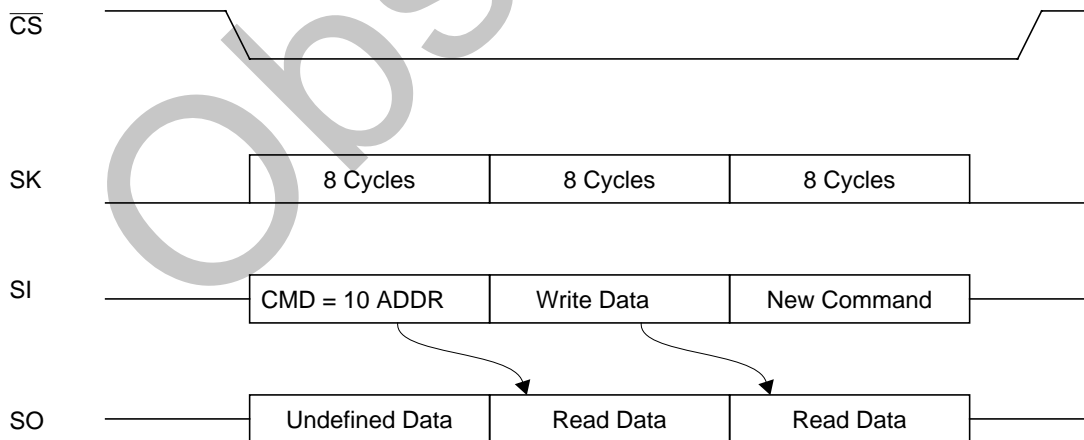 CS
SK 8 Cycles 8 Cycles 8 Cycles
SI CMD = 10 ADDR Write Data New Command
SO Undefined Data Read Data Read Data
Obs